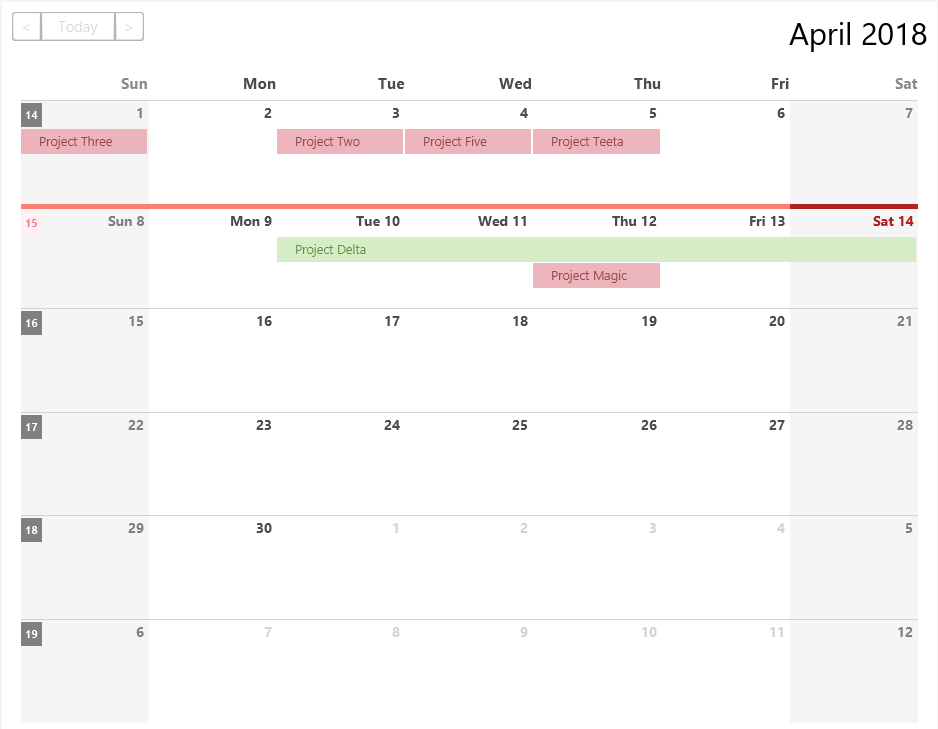 < Today >
April 2018
Sun Mon Tue Wed Thu Fri Sat
14 1 2 3 4 5 6 7
Project Three Project Two Project Five Project Teeta
15 Sun 8 Mon 9 Tue 10 Wed 11 Thu 12 Fri 13 Sat 14
Project Delta
Project Magic
16 15 16 17 18 19 20 21
17 22 23 24 25 26 27 28
18 29 30 1 2 3 4 5
19 6 7 8 9 10 11 12